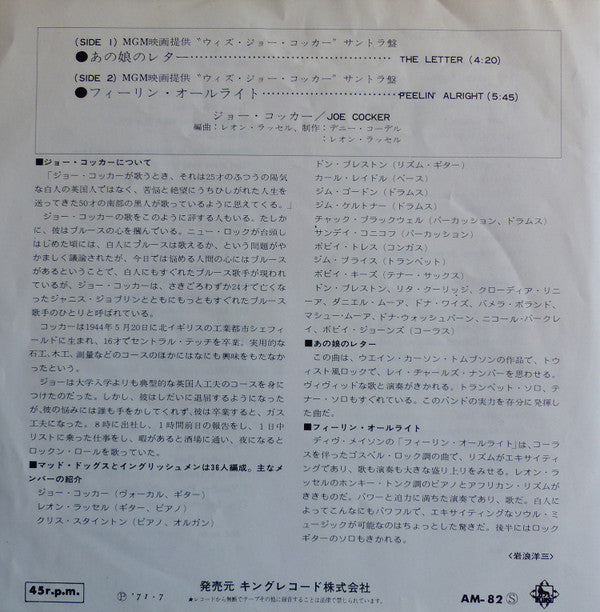 (SIDE 1) MGM映画提供“ウィズ・ジョー・コッカー”サントラ盤
●あの娘のレター………………………………… THE LETTER (4:20)
(SIDE 2) MGM映画提供“ウィズ・ジョー・コッカー”サントラ盤
●フィーリン・オールライト…………………… FEELIN' ALRIGHT (5:45)
ジョー・コッカー/JOE COCKER
編曲：レオン・ラッセル、制作：デニー・コーデル
：レオン・ラッセル
■ジョー・コッカーについて
「ジョー・コッカーが歌うとき、それは25才のふつうの陽気
な白人の英国人ではなく、苦悩と絶望にうちひしがれた人生を
送ってきた50才の南部の黒人が歌っているように思えてくる。」
ジョー・コッカーの歌をこのように評する人もいる。たしか
に、彼はブルースの心を掴んでいる。ニュー・ロックが台頭し
はじめた頃には、白人にブルースは歌えるか、という問題がや
かましく議論されたが、今日では悩める人間の心にはブルース
があるということで、白人にもすぐれたブルース歌手が現われ
ているが、ジョー・コッカーは、さきごろわずか24才で亡くな
ったジャニス・ジョプリンとともにもっともすぐれたブルース
歌手のひとりと呼ばれている。
コッカーは1944年5月20日に北イギリスの工業都市シェフィ
ールドに生まれ、16才でセントラル・テッチを卒業。実用的な
石工、木工、測量などのコースのほかにはなにも興味をもたなか
ったという。
ジョーは大学入学よりも典型的な英国人工夫のコースを身に
つけたのだった。しかし、彼はしだいに退屈するようになった
が、彼の悩みには誰も手をかしてくれず、彼は卒業すると、ガス
工夫になった。8時に出社し、1時間前日の報告をし、1日中
リストに乗った仕事をし、暇があると酒場に通い、夜になると
ロックン・ロールを歌っていた。
■マッド・ドッグスとイングリッシュメンは36人編成。主なメ
ンバーの紹介
ジョー・コッカー（ヴォーカル、ギター）
レオン・ラッセル（ギター、ピアノ）
クリス・スタイントン（ピアノ、オルガン）
ドン・プレストン（リズム・ギター）
カール・レイドル（ベース）
ジム・ゴードン（ドラムス）
ジム・ケルトナー（ドラムス）
チャック・ブラックウェル（パーカッション、ドラムス）
サンディ・コニコフ（パーカッション）
ボビイ・トレス（コンガス）
ジム・プライス（トランペット）
ボビイ・キーズ（テナー・サックス）
ドン・プレストン、リタ・クーリッジ、クローディア・リニ
ーア、ダニエル・ムーア、ドナ・ワイズ、パメラ・ポランド、
マシュー・ムーア、ドナ・ウォッシュバーン、ニコール・バークレ
イ、ボビイ・ジョーンズ（コーラス）
■あの娘のレター
この曲は、ウエイン・カーソン・トムプソンの作品で、トウ
ィスト風ロックで、レイ・チャールズ・ナンバーを思わせる。
ヴィヴィッドな歌と演奏がきかれる。トランペット・ソロ、テ
ナー・ソロもすぐれている。このバンドの実力を存分に発揮し
た曲だ。
■フィーリン・オールライト
ディヴ・メイソンの「フィーリン・オールライト」は、コーラ
スを伴ったゴスペル・ロック調の曲で、リズムがエキサイティ
ングであり、歌も演奏も大きな盛り上りをみせる。レオン・ラ
ッセルのホンキー・トンク調のピアノとアフリカン・リズムが
ききものだ。パワーと迫力に満ちた演奏であり、歌だ。白人に
よってこんなにもパワフルで、エキサイティングなソウル・ミ
ュージックが可能なのはちょっとした驚きだ。後半にはロック
ギターのソロもきかれる。
〈岩浪洋三〉
45r.p.m.
Ⓟ '71・7
発売元 キングレコード株式会社
★レコードから無断でテープその他に録音することは法律で禁じられています。
AM-82 Ⓢ
KING